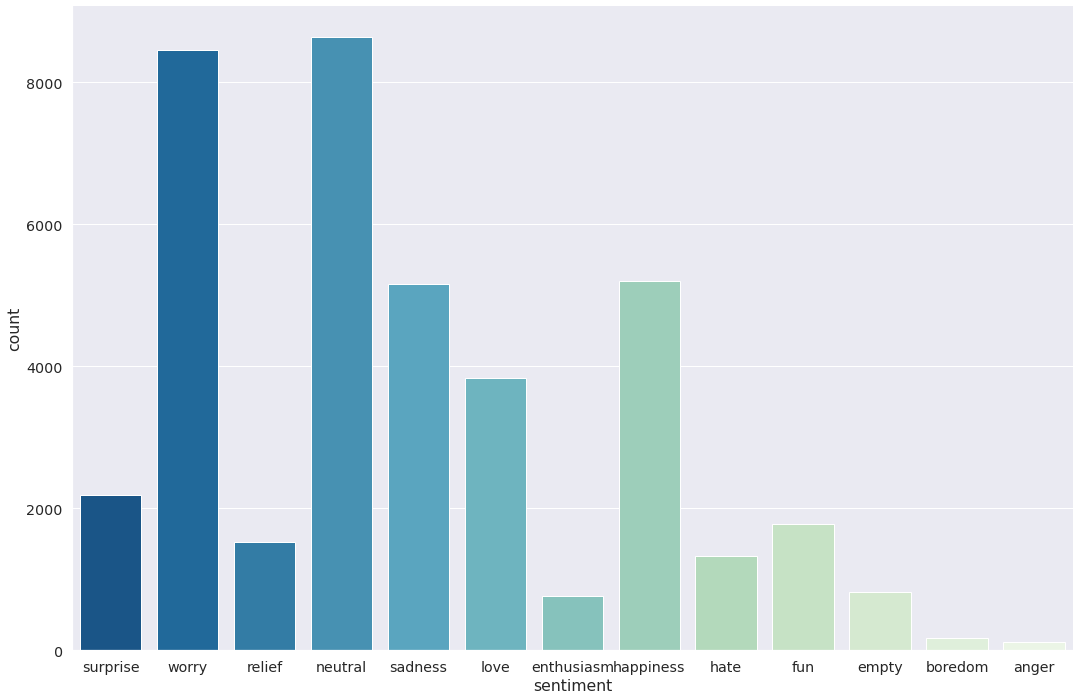 8000
6000
4000
2000
0
count
surprise worry relief neutral sadness love enthusiasm happiness hate fun empty boredom anger
sentiment